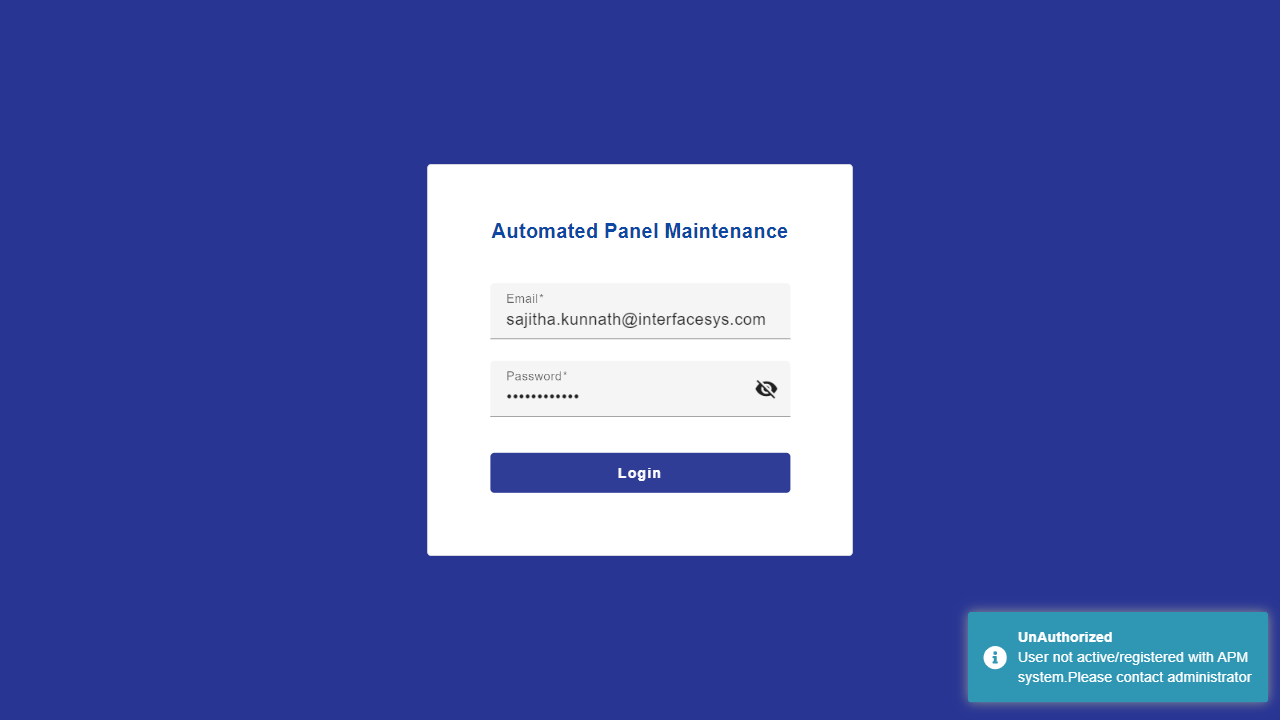 Automated Panel Maintenance
Email*
sajitha.kunnath@interfacesys.com
Password*
••••••••••••
Login
UnAuthorized
User not active/registered with APM
system.Please contact administrator